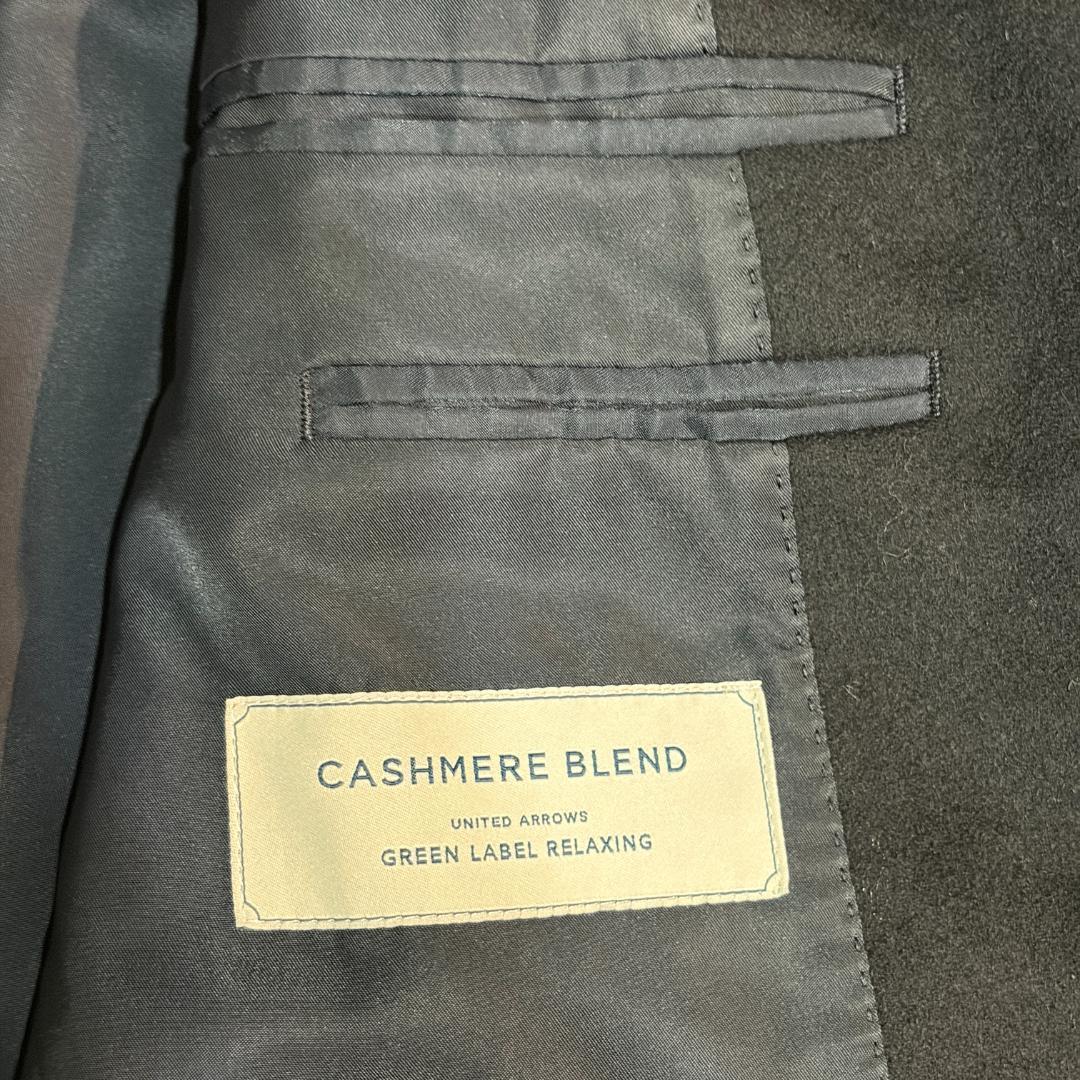 CASHMERE BLEND
UNITED ARROWS
GREEN LABEL RELAXING